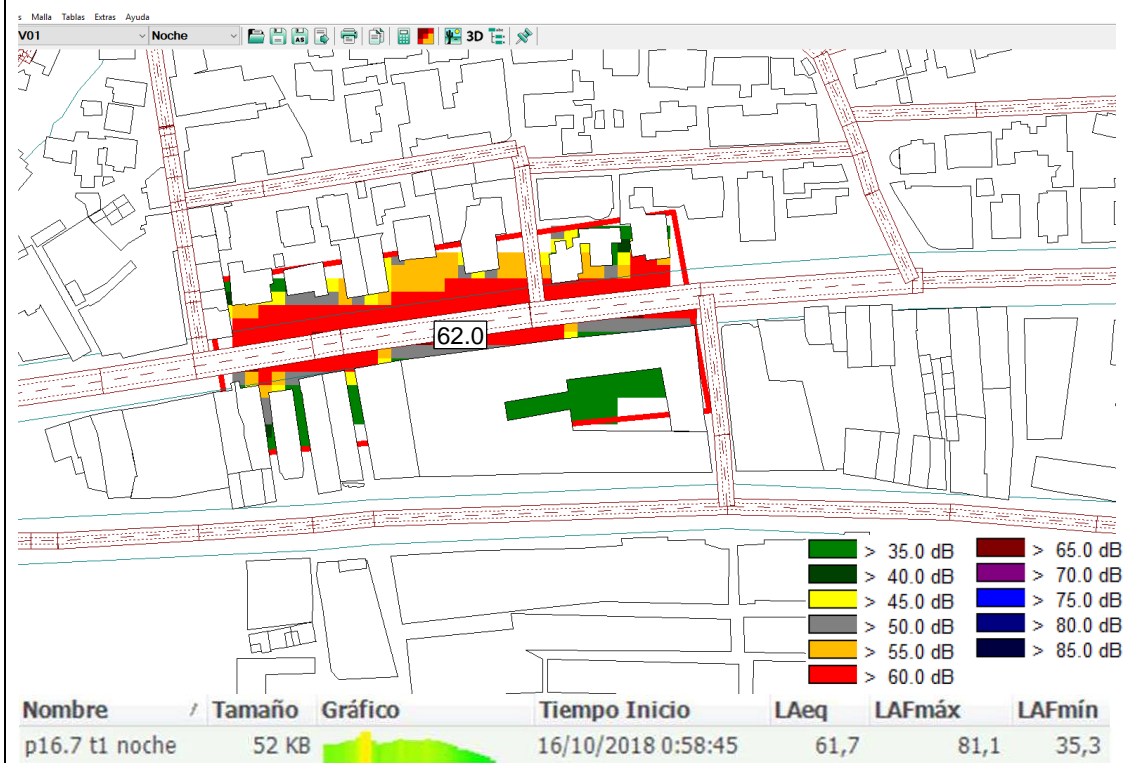 s Malla Tablas Extras Ayuda
V01 Noche AS 3D
62.0
> 35.0 dB > 65.0 dB
> 40.0 dB > 70.0 dB
> 45.0 dB > 75.0 dB
> 50.0 dB > 80.0 dB
> 55.0 dB > 85.0 dB
> 60.0 dB
Nombre / Tamaño Gráfico Tiempo Inicio LAeq LAFmáx LAFmín
p16.7 t1 noche 52 KB 16/10/2018 0:58:45 61,7 81,1 35,3